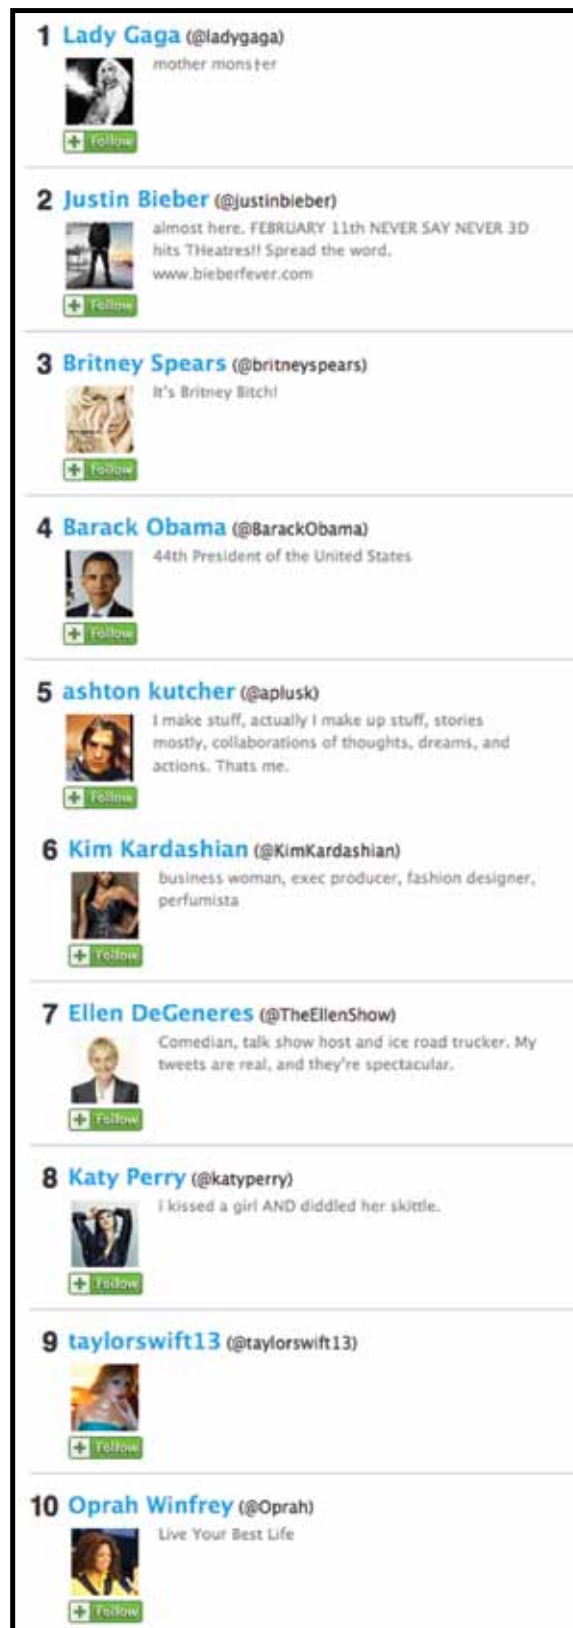 1 Lady Gaga (@ladygaga)
mother mons†er
+ Follow
2 Justin Bieber (@justinbieber)
almost here. FEBRUARY 11th NEVER SAY NEVER 3D
hits THeatres!! Spread the word.
www.bieberfever.com
+ Follow
3 Britney Spears (@britneyspears)
It's Britney Bitch!
+ Follow
4 Barack Obama (@BarackObama)
44th President of the United States
+ Follow
5 ashton kutcher (@aplusk)
I make stuff, actually I make up stuff, stories
mostly, collaborations of thoughts, dreams, and
actions. Thats me.
+ Follow
6 Kim Kardashian (@KimKardashian)
business woman, exec producer, fashion designer,
perfumista
+ Follow
7 Ellen DeGeneres (@TheEllenShow)
Comedian, talk show host and ice road trucker. My
tweets are real, and they're spectacular.
+ Follow
8 Katy Perry (@katyperry)
i kissed a girl AND diddled her skittle.
+ Follow
9 taylorswift13 (@taylorswift13)
+ Follow
10 Oprah Winfrey (@Oprah)
Live Your Best Life
+ Follow